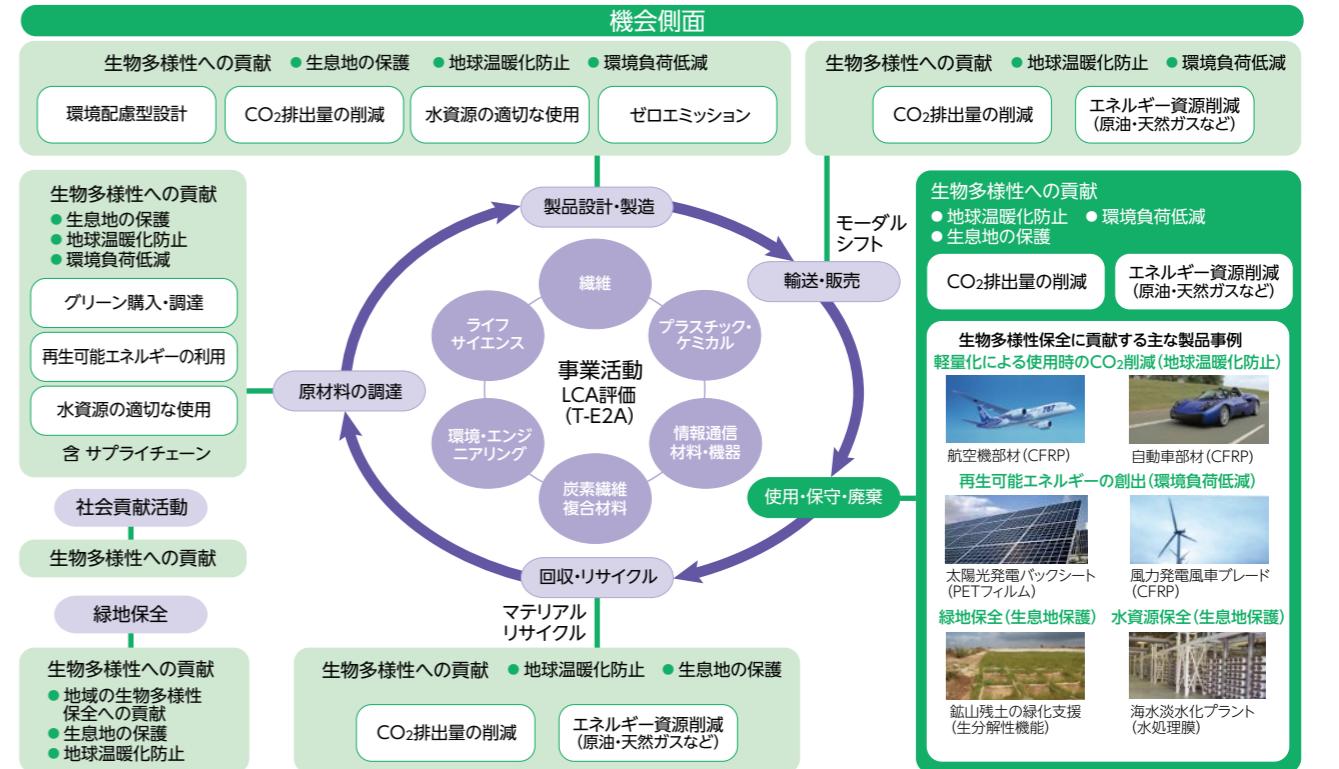 機会側面
生物多様性への貢献 ●生息地の保護 ●地球温暖化防止 ●環境負荷低減
環境配慮型設計
CO₂排出量の削減
水資源の適切な使用
ゼロエミッション
生物多様性への貢献 ●地球温暖化防止 ●環境負荷低減
CO₂排出量の削減
エネルギー資源削減
(原油・天然ガスなど)
生物多様性への貢献
●生息地の保護
●地球温暖化防止
●環境負荷低減
グリーン購入・調達
再生可能エネルギーの利用
水資源の適切な使用
含 サプライチェーン
社会貢献活動
生物多様性への貢献
緑地保全
生物多様性への貢献
●地域の生物多様性
保全への貢献
●生息地の保護
●地球温暖化防止
製品設計・製造
モーダル
シフト
輸送・販売
使用・保守・廃棄
回収・リサイクル
マテリアル
リサイクル
原材料の調達
繊維
プラスチック・
ケミカル
情報通信
材料・機器
炭素繊維
複合材料
環境・エンジ
ニアリング
ライフ
サイエンス
事業活動
LCA評価
(T-E2A)
生物多様性への貢献 ●地球温暖化防止 ●生息地の保護
CO₂排出量の削減
エネルギー資源削減
(原油・天然ガスなど)
生物多様性への貢献
●地球温暖化防止 ●環境負荷低減
●生息地の保護
CO₂排出量の削減
エネルギー資源削減
(原油・天然ガスなど)
生物多様性保全に貢献する主な製品事例
軽量化による使用時のCO₂削減(地球温暖化防止)
787
航空機部材(CFRP)
自動車部材(CFRP)
再生可能エネルギーの創出(環境負荷低減)
太陽光発電バックシート
(PETフィルム)
風力発電風車ブレード
(CFRP)
緑地保全(生息地保護)
水資源保全(生息地保護)
鉱山残土の緑化支援
(生分解性機能)
海水淡水化プラント
(水処理膜)